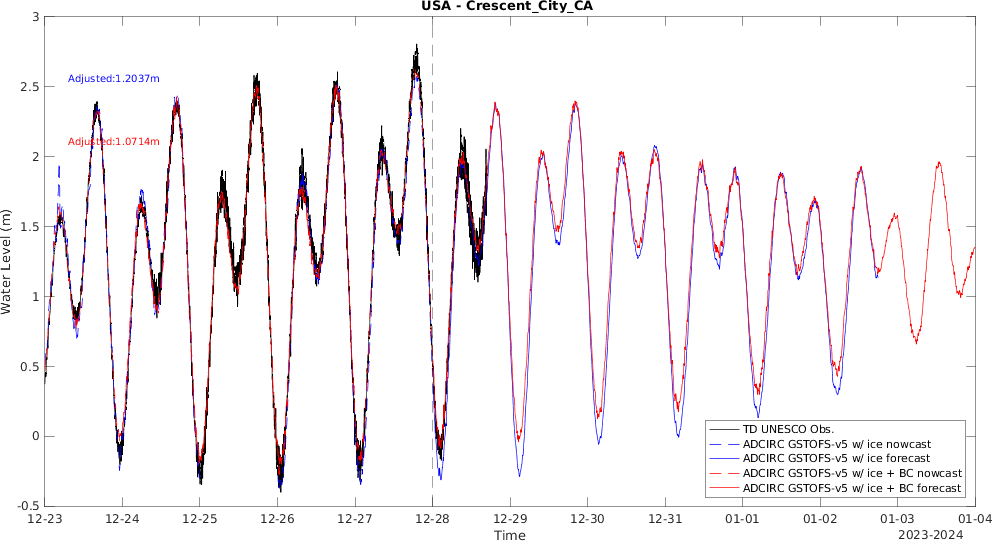 USA - Crescent_City_CA
Water Level (m)
3
2.5
2
1.5
1
0.5
0
-0.5
Adjusted:1.2037m
Adjusted:1.0714m
TD UNESCO Obs.
ADCIRC GSTOFS-v5 w/ ice nowcast
ADCIRC GSTOFS-v5 w/ ice forecast
ADCIRC GSTOFS-v5 w/ ice + BC nowcast
ADCIRC GSTOFS-v5 w/ ice + BC forecast
12-23 12-24 12-25 12-26 12-27 12-28 12-29 12-30 12-31 01-01 01-02 01-03 01-04
Time
2023-2024